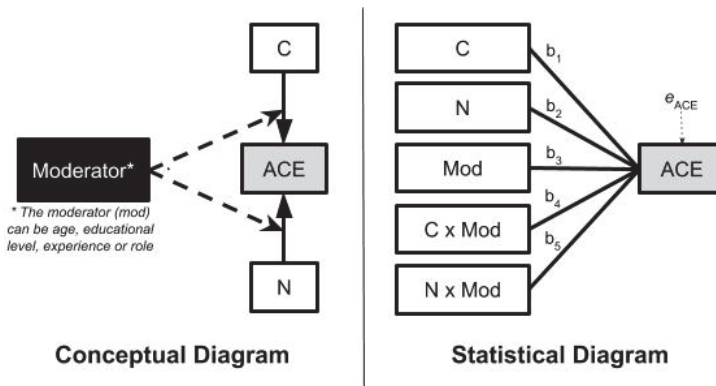 C
Moderator*
ACE
* The moderator (mod)
can be age, educational
level, experience or role
N
Conceptual Diagram
C
N
Mod
C x Mod
N x Mod
b1
b2
b3
b4
b5
eACE
ACE
Statistical Diagram